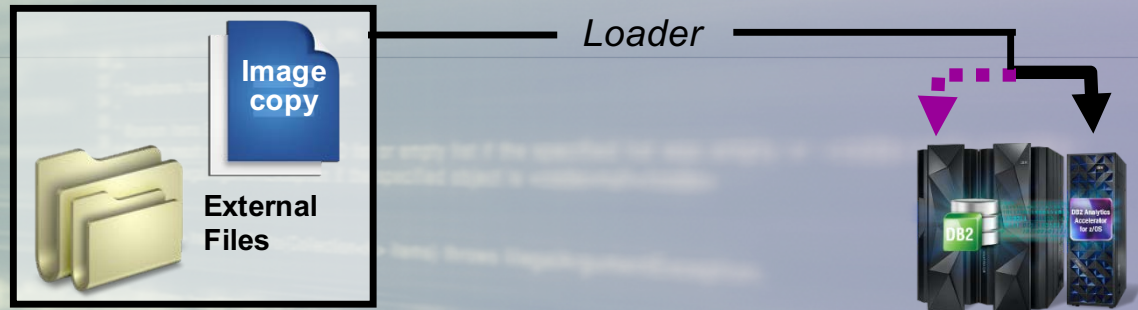 Loader
Image
copy
External
Files
DB2
DB2 Analytics
Accelerator
for z/OS